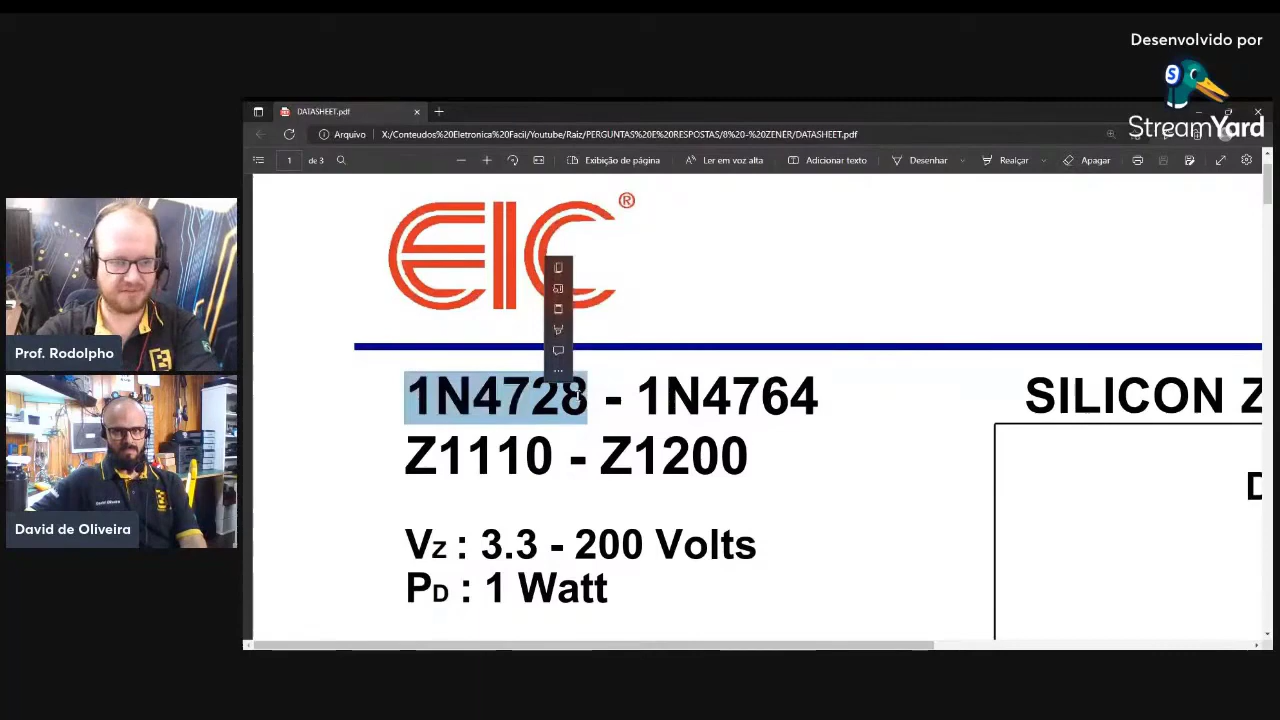 Desenvolvido por
StreamYard
DATASHEET.pdf
Arquivo X:/Conteudos%20Eletronica%20Facil/Youtube/Raiz/PERGUNTAS%20E%20RESPOSTAS/8%20-%20ZENER/DATASHEET.pdf
1 de 3 Exibição de página Ler em voz alta Adicionar texto Desenhar Realçar Apagar
EIC ®
1N4728 - 1N4764
SILICON Z
Z1110 - Z1200
D
VZ : 3.3 - 200 Volts
PD : 1 Watt
Prof. Rodolpho
David de Oliveira